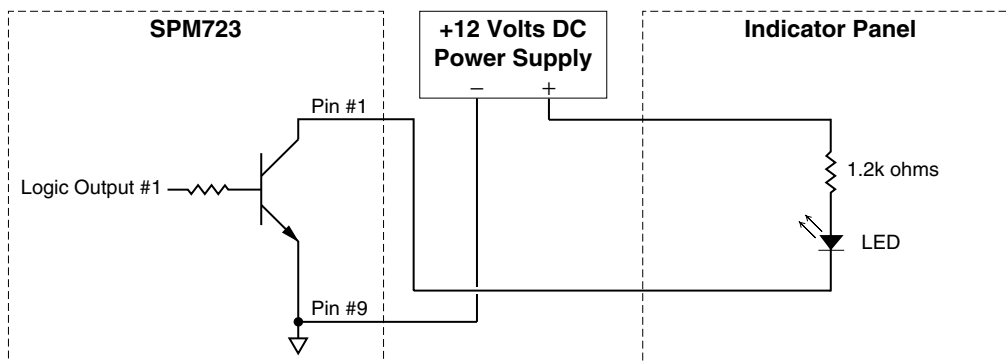 SPM723
+12 Volts DC
Power Supply
− +
Indicator Panel
Pin #1
Logic Output #1
1.2k ohms
LED
Pin #9